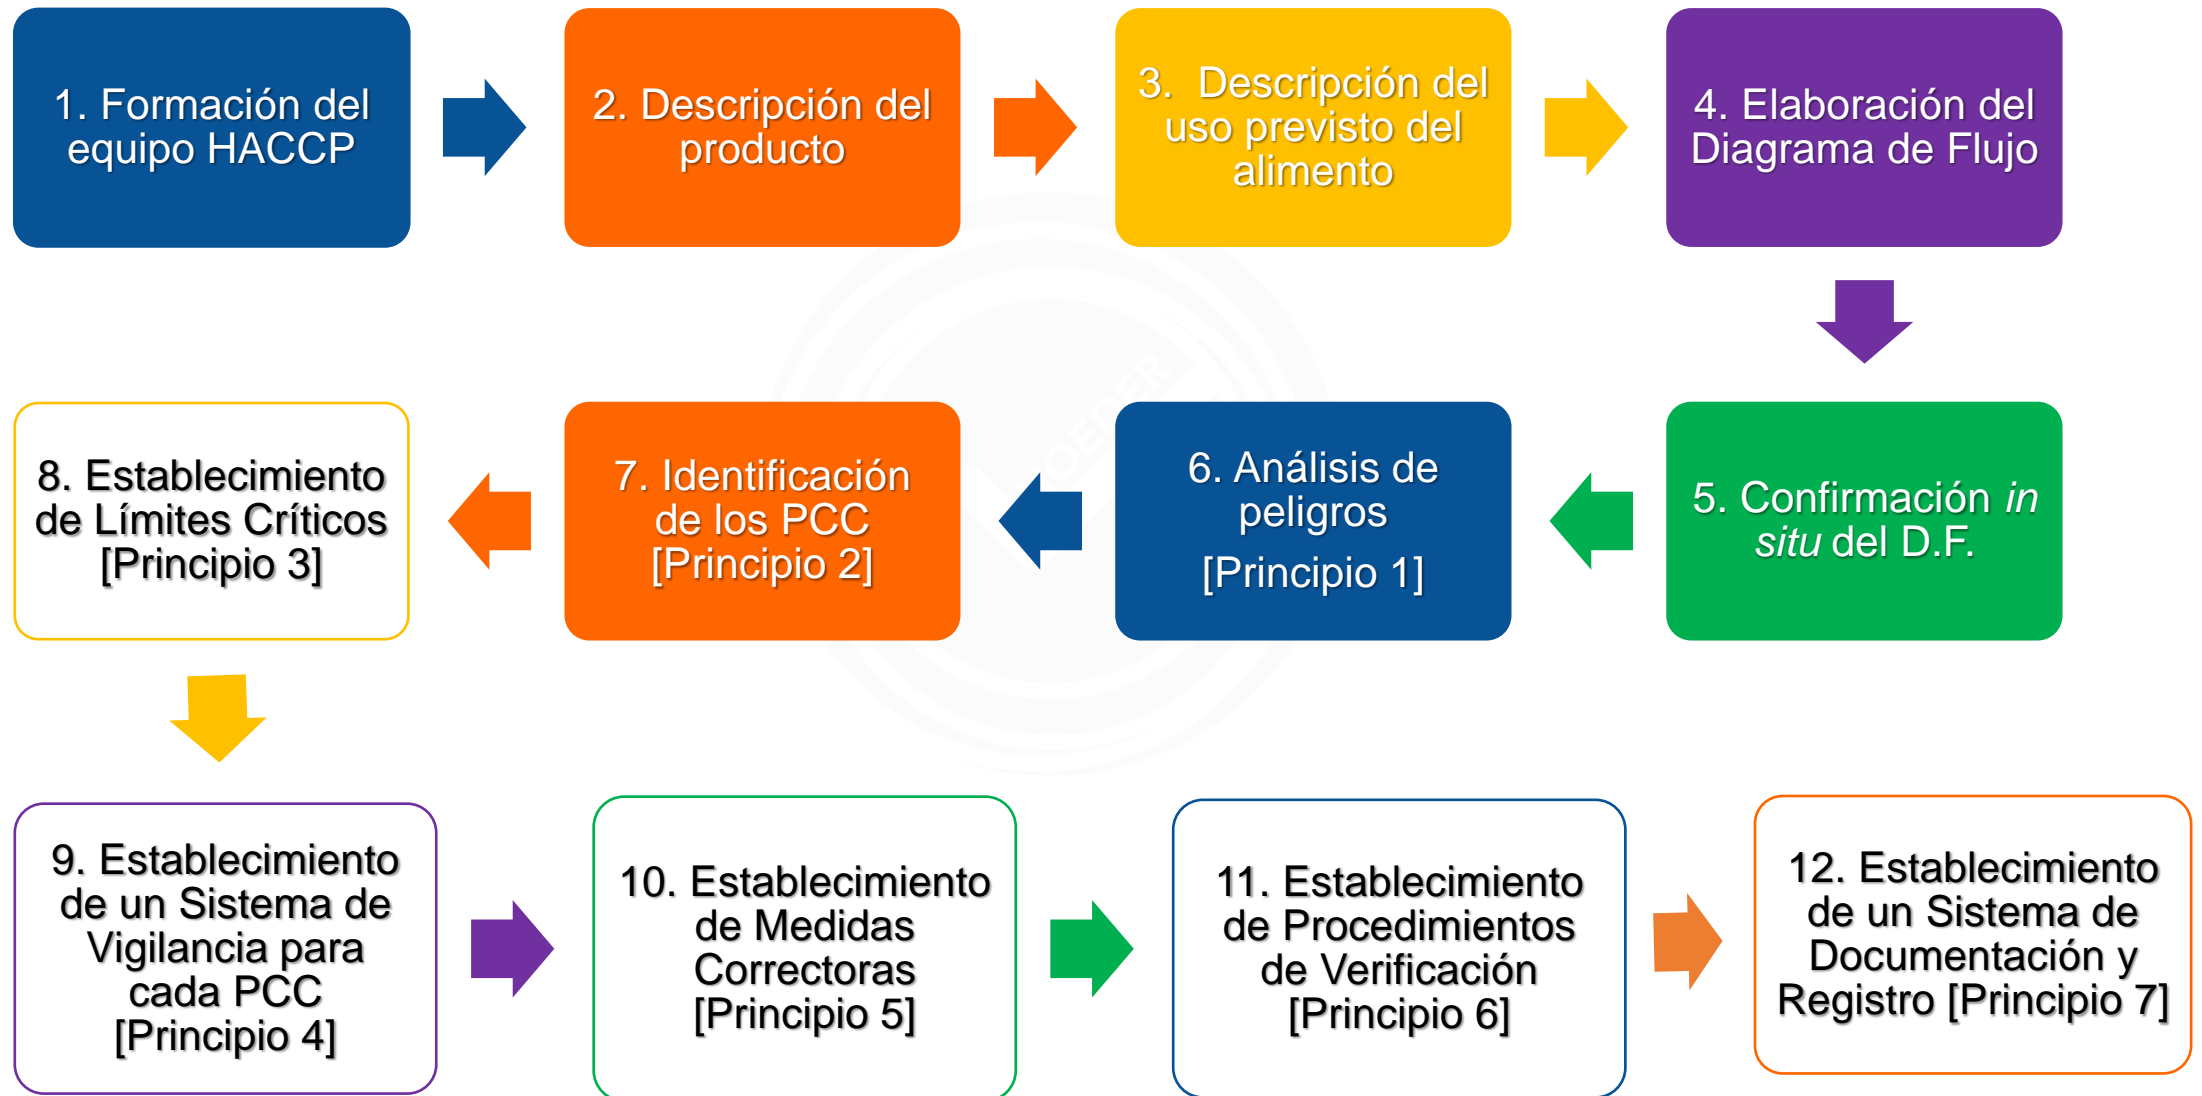 1. Formación del
equipo HACCP
2. Descripción del
producto
3. Descripción del
uso previsto del
alimento
4. Elaboración del
Diagrama de Flujo
5. Confirmación in
situ del D.F.
6. Análisis de
peligros
[Principio 1]
7. Identificación
de los PCC
[Principio 2]
8. Establecimiento
de Límites Críticos
[Principio 3]
9. Establecimiento
de un Sistema de
Vigilancia para
cada PCC
[Principio 4]
10. Establecimiento
de Medidas
Correctoras
[Principio 5]
11. Establecimiento
de Procedimientos
de Verificación
[Principio 6]
12. Establecimiento
de un Sistema de
Documentación y
Registro [Principio 7]